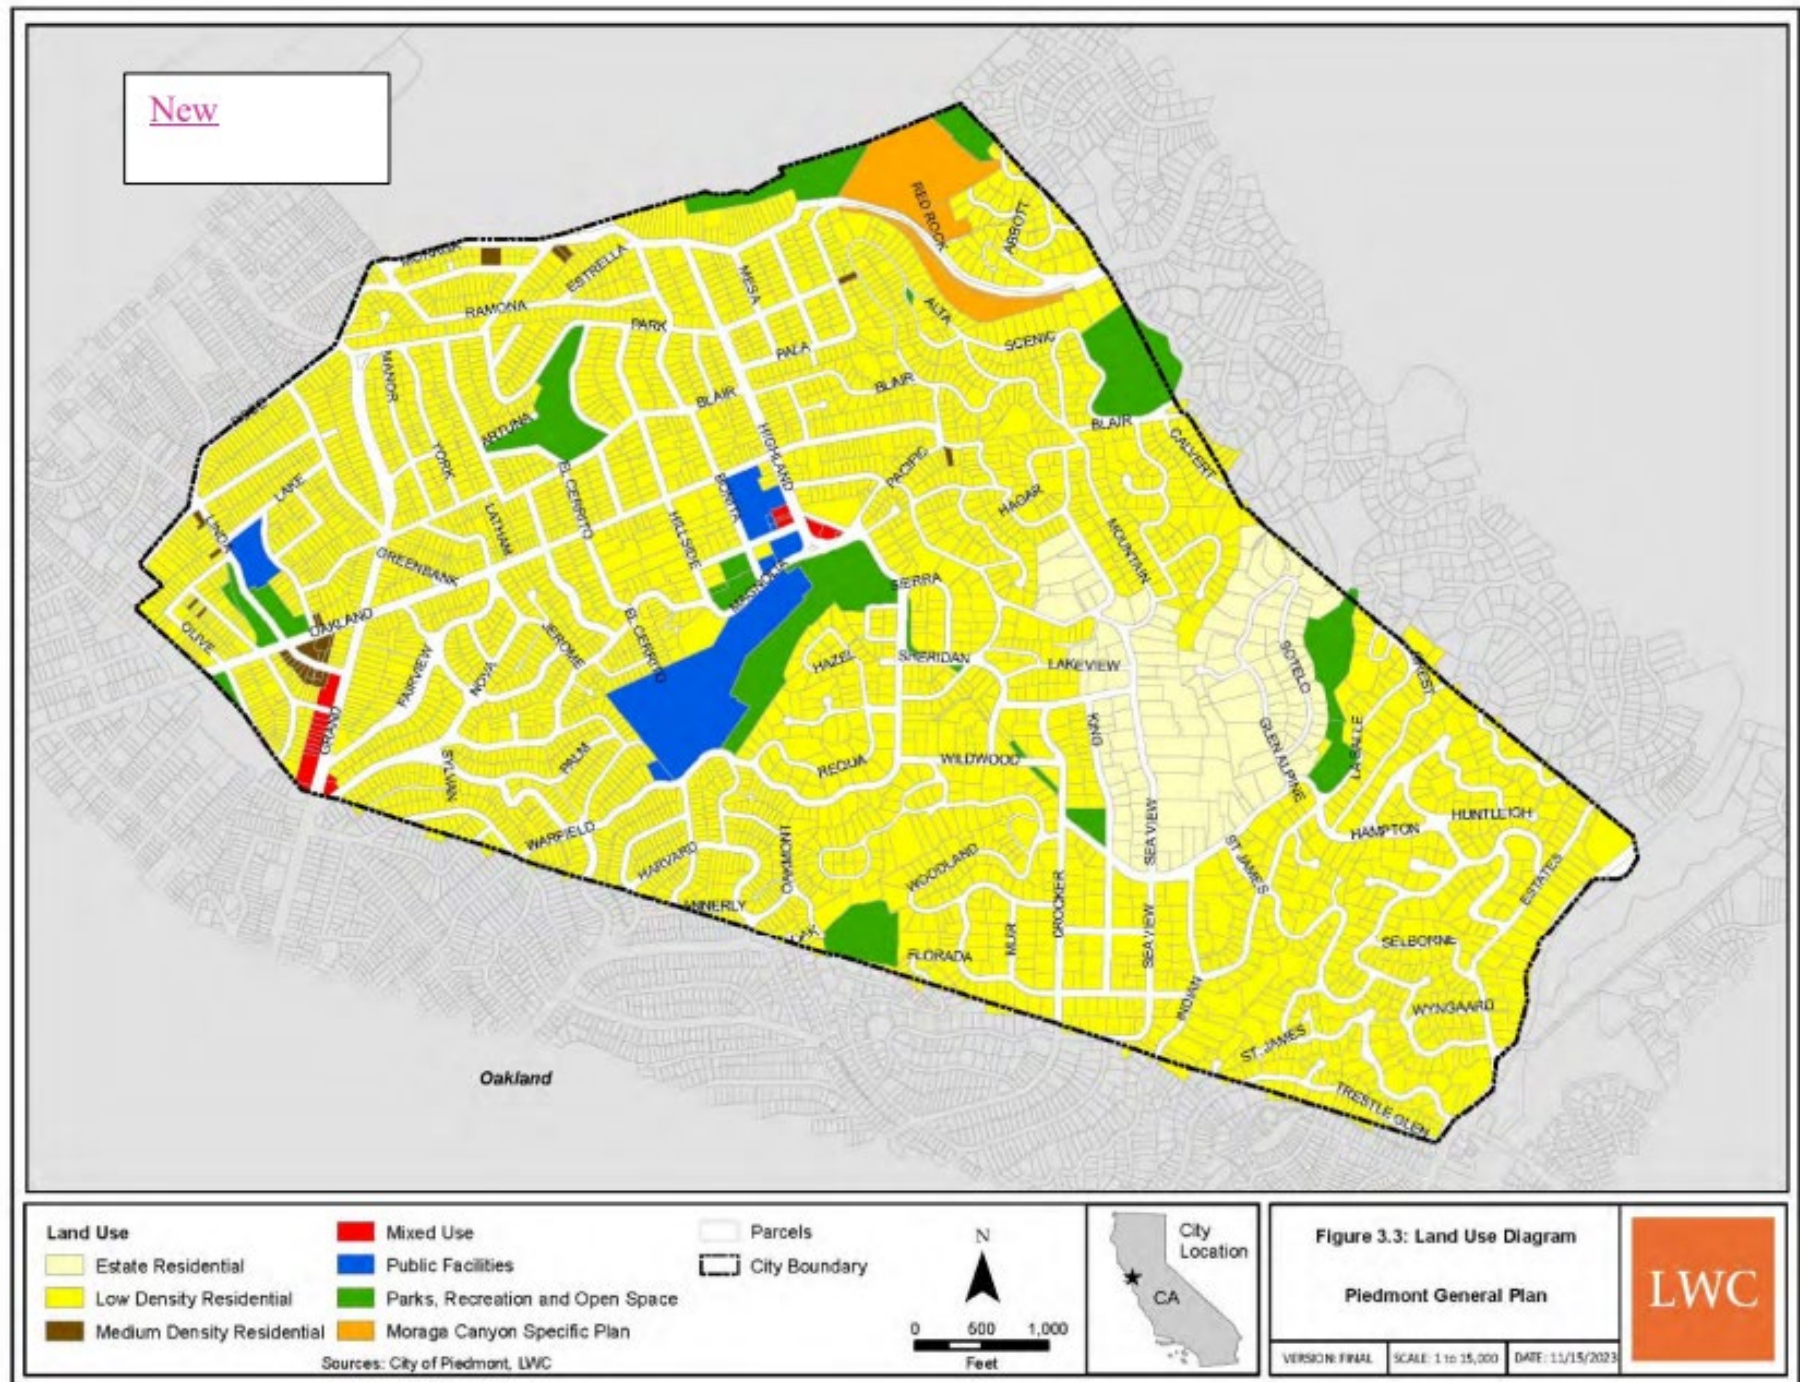 New
RED ROCK
ABBOTT
ESTRELLA
MESA
RAMONA
PARK
ALTA
SCENIC
PALA
MANOR
BLAIR
BLAIR
BLAIR
ARTUNA
YORK
HIGHLAND
CALVERT
PACIFIC
EL CERRITO
LAKE
BONITA
HAGAR
LINDA
LATHAM
HILLSIDE
MOUNTAIN
GREENBANK
MAGNOLIA
SIERRA
OLIVE
OAKLAND
JEROME
EL CERRITO
HAZEL
SHERIDAN
LAKEVIEW
SOTELO
CREST
FAIRVIEW
NOVA
GRAND
KING
GLEN ALPINE
LA SALLE
SYLVAN
PALM
REQUA
WILDWOOD
WARFIELD
HARVARD
OAKMONT
WOODLAND
SEA VIEW
ST JAMES
HAMPTON
HUNTLEIGH
ESTATES
ANNERLY
CROCKER
MUIR
SEA VIEW
FLORADA
SELBORNE
INDIAN
WYNGAARD
ST. JAMES
TRESTLE GLEN
Oakland
Land Use
Estate Residential
Low Density Residential
Medium Density Residential
Mixed Use
Public Facilities
Parks, Recreation and Open Space
Moraga Canyon Specific Plan
Parcels
City Boundary
Sources: City of Piedmont, LWC
N
0 500 1,000
Feet
City
Location
CA
Figure 3.3: Land Use Diagram
Piedmont General Plan
VERSION: FINAL
SCALE: 1 to 15,000
DATE: 11/15/2023
LWC